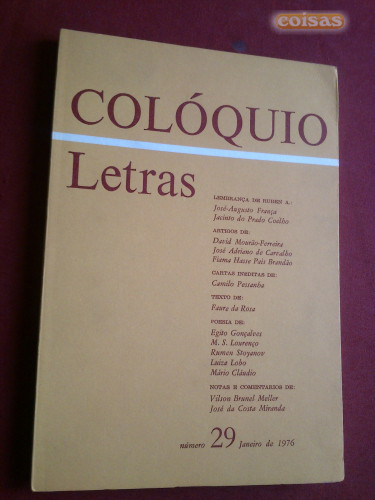 coisas
COLÓQUIO
Letras
LEMBRANÇA DE RUBEN A.:
José-Augusto França
Jacinto do Prado Coelho
ARTIGOS DE:
David Mourão-Ferreira
José Adriano de Carvalho
Fiama Hasse Pais Brandão
CARTAS INÉDITAS DE:
Camilo Pessanha
TEXTO DE:
Faure da Rosa
POESIA DE:
Egito Gonçalves
M. S. Lourenço
Rumen Stoyanov
Luiza Lobo
Mário Cláudio
NOTAS E COMENTÁRIOS DE:
Vilson Brunel Meller
José da Costa Miranda
número 29 Janeiro de 1976